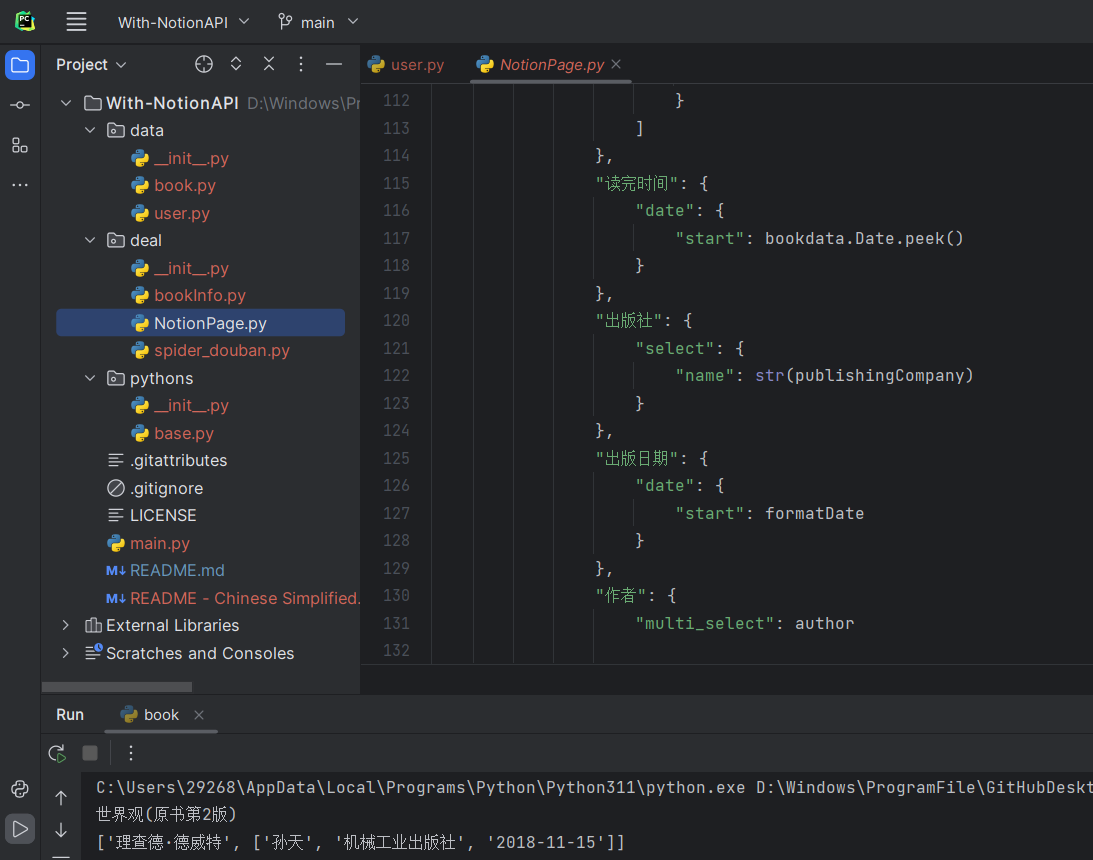 With-NotionAPI
main
Project
user.py
NotionPage.py
With-NotionAPI D:\Windows\Pr
data
__init__.py
book.py
user.py
deal
__init__.py
bookInfo.py
NotionPage.py
spider_douban.py
pythons
__init__.py
base.py
.gitattributes
.gitignore
LICENSE
main.py
README.md
README - Chinese Simplified.
External Libraries
Scratches and Consoles
112 }
113 ]
114 },
115 "读完时间": {
116 "date": {
117 "start": bookdata.Date.peek()
118 }
119 },
120 "出版社": {
121 "select": {
122 "name": str(publishingCompany)
123 }
124 },
125 "出版日期": {
126 "date": {
127 "start": formatDate
128 }
129 },
130 "作者": {
131 "multi_select": author
132
Run
book
C:\Users\29268\AppData\Local\Programs\Python\Python311\python.exe D:\Windows\ProgramFile\GitHubDeskt
世界观(原书第2版)
['理查德·德威特', ['孙天', '机械工业出版社', '2018-11-15']]